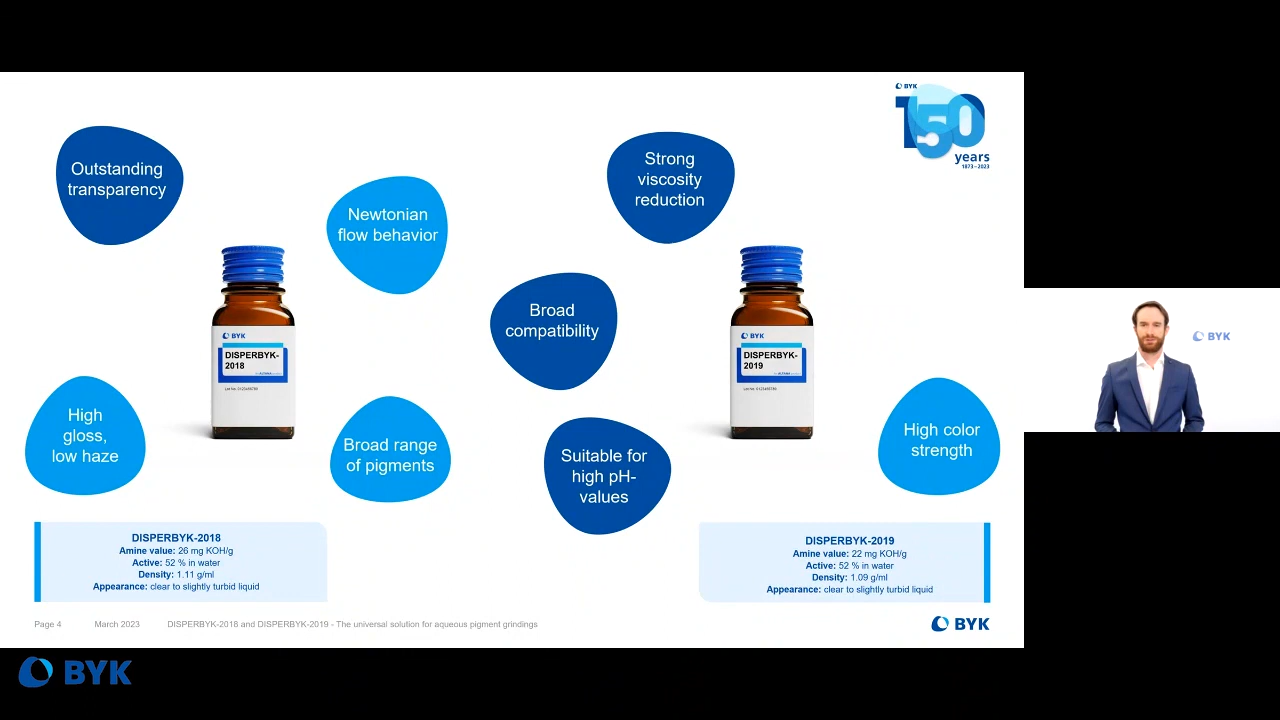 BYK
150
years
1873-2023
Outstanding
transparency
Newtonian
flow behavior
Strong
viscosity
reduction
Broad
compatibility
BYK
DISPERBYK-
2018
BYK
DISPERBYK-
2019
BYK
High
gloss,
low haze
Broad range
of pigments
Suitable for
high pH-
values
High color
strength
DISPERBYK-2018
Amine value: 26 mg KOH/g
Active: 52 % in water
Density: 1.11 g/ml
Appearance: clear to slightly turbid liquid
DISPERBYK-2019
Amine value: 22 mg KOH/g
Active: 52 % in water
Density: 1.09 g/ml
Appearance: clear to slightly turbid liquid
Page 4 March 2023 DISPERBYK-2018 and DISPERBYK-2019 - The universal solution for aqueous pigment grindings
BYK
BYK